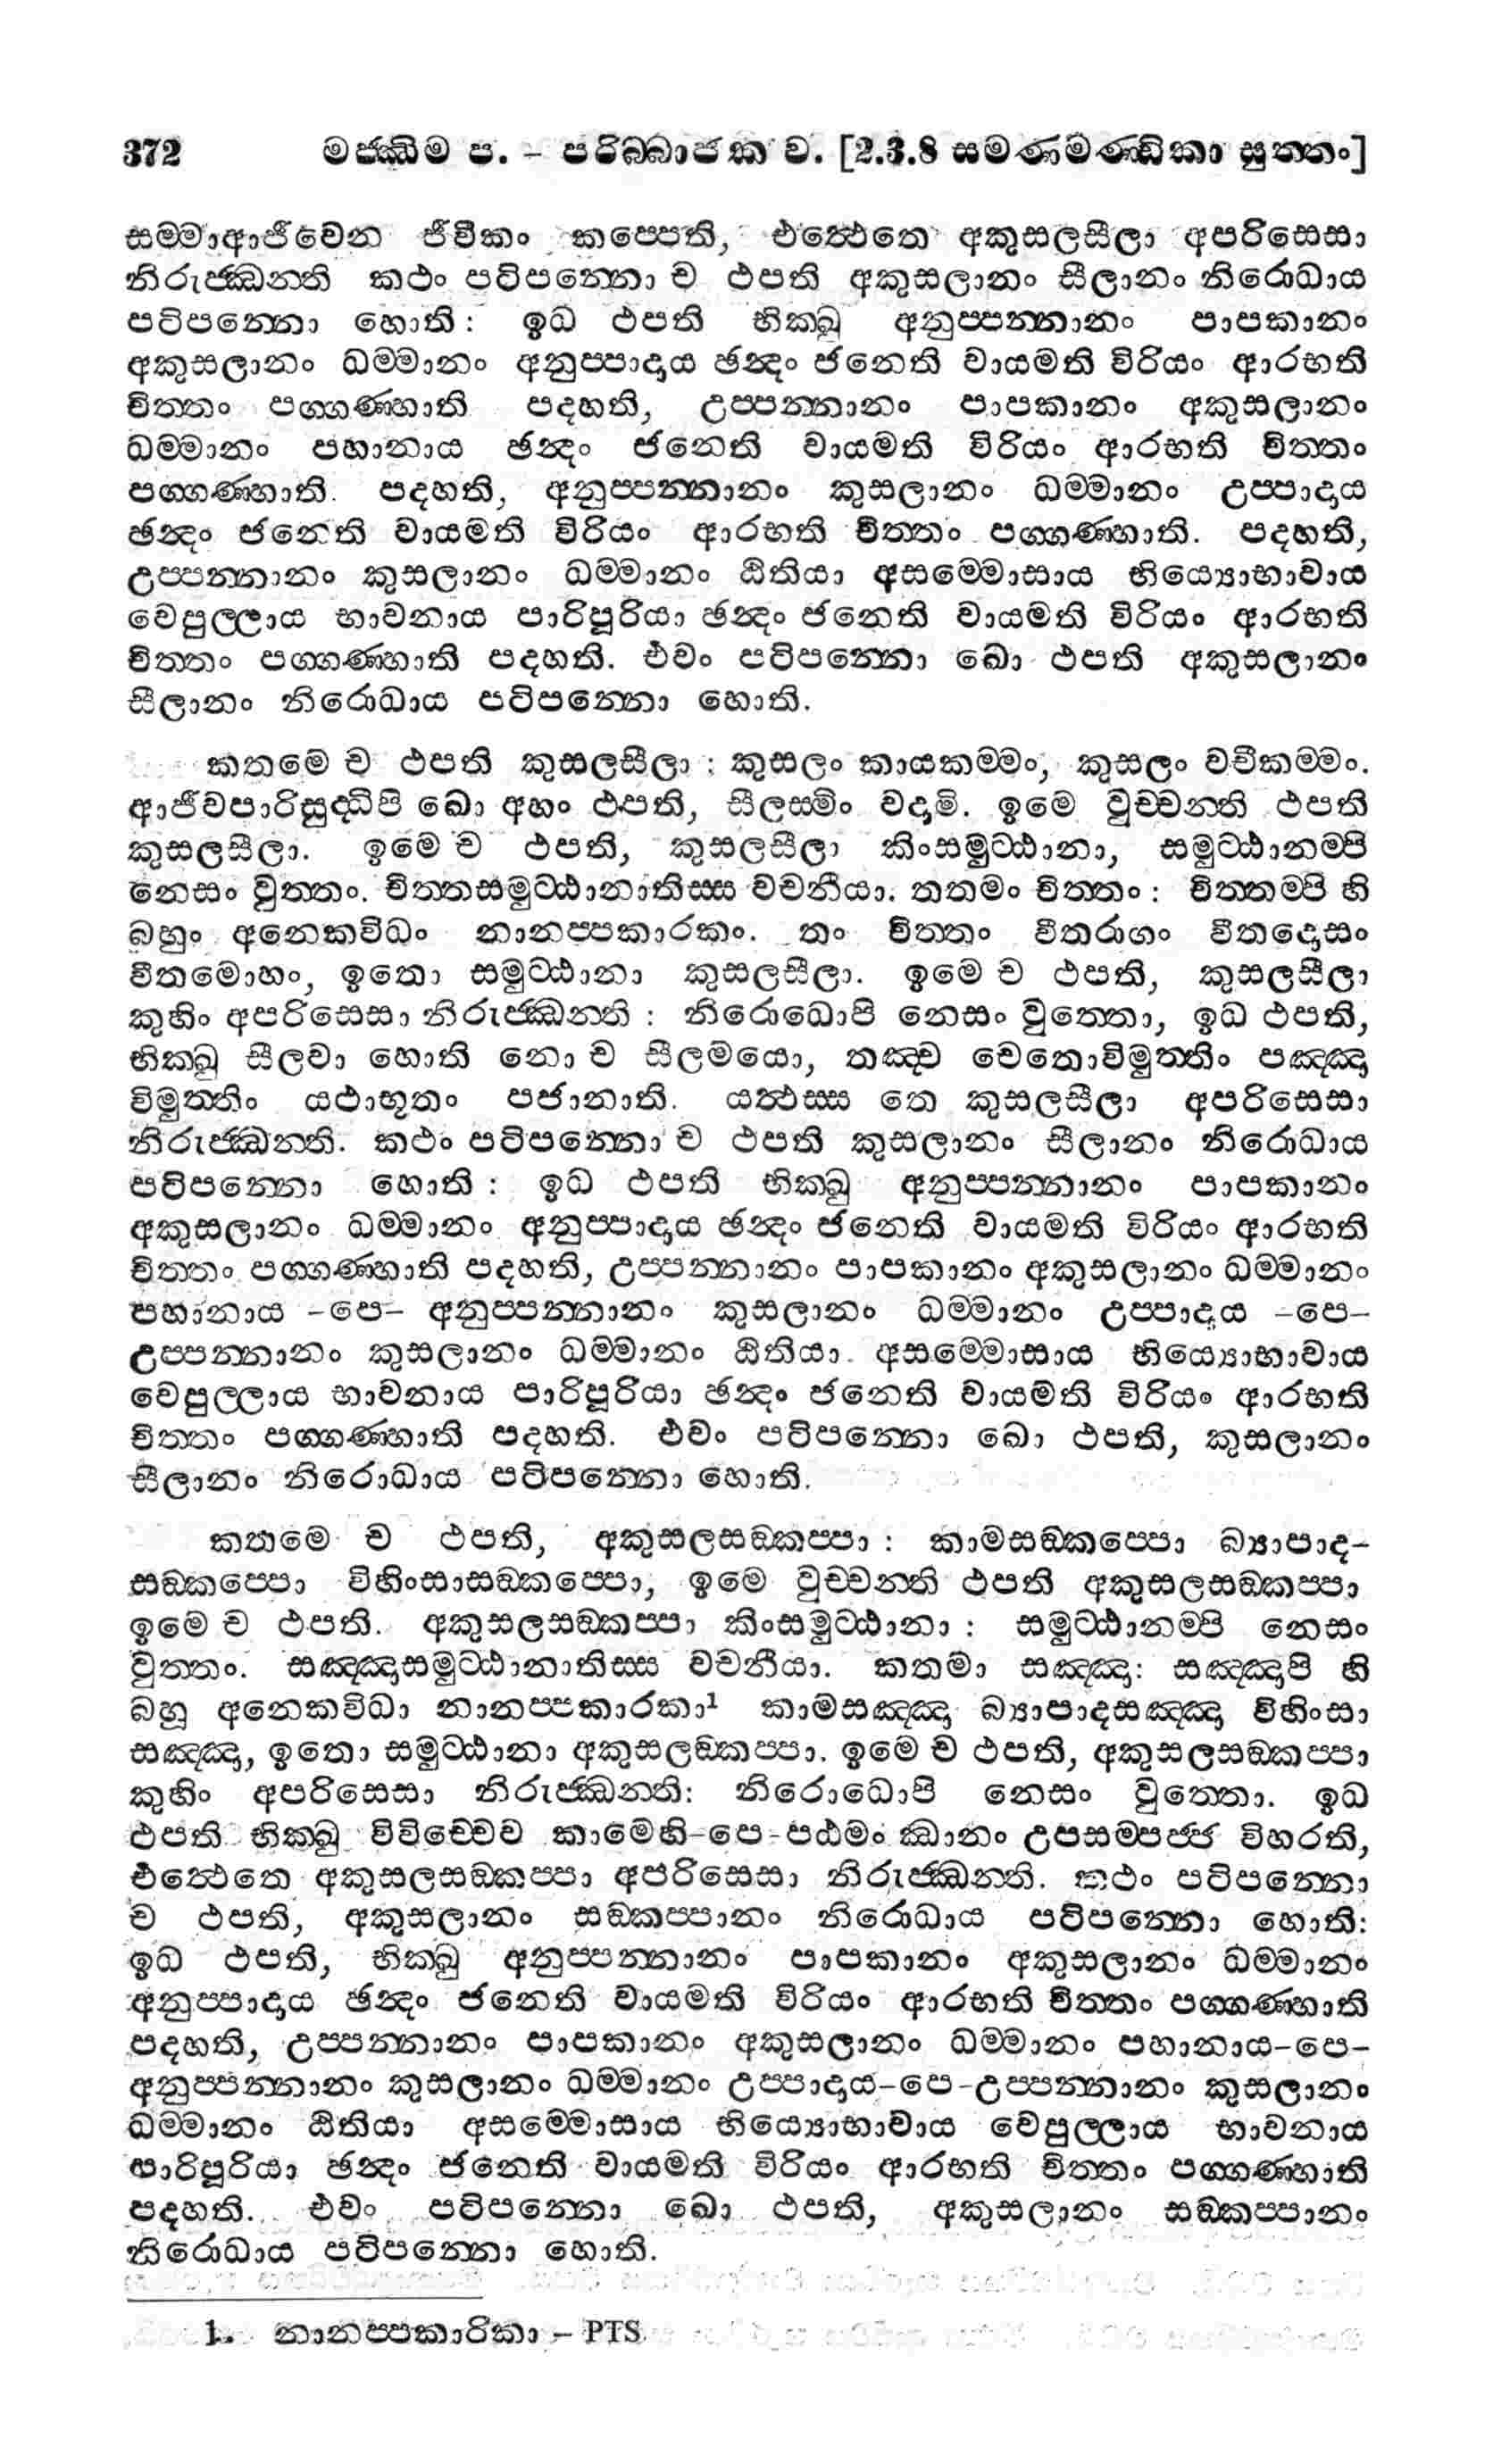 372 මජ්ඣිම ප. – පරිබ්බාජක ව. [2.3.8 සමණමණ්ඩිකා සුත්තං]
සම්මාආජීවෙන ජීවීකං කප්පෙති, එත්ථෙතෙ අකුසලසීලා අපරිසෙසා
නිරුජ්ඣන්ති කථං පටිපන්නො ච ථපති අකුසලානං සීලානං නිරොධාය
පටිපන්නො හොති : ඉධ ථපති භික්ඛු අනුප්පන්නානං පාපකානං
අකුසලානං ධම්මානං අනුප්පාදාය ඡන්දං ජනෙති වායමති විරියං ආරභති
චිත්තං පග්ගණ්හාති පදහති, උප්පන්නානං පාපකානං අකුසලානං
ධම්මානං පහානාය ඡන්දං ජනෙති වායමති විරියං ආරභති චිත්තං
පග්ගණ්හාති. පදහති, අනුප්පන්නානං කුසලානං ධම්මානං උප්පාදාය
ඡන්දං ජනෙති වායමති විරියං ආරභති චිත්තං පග්ගණ්හාති. පදහති,
උප්පන්නානං කුසලානං ධම්මානං ඨිතියා අසම්මොසාය භිය්‍යොභාවාය
වෙපුල්ලාය භාවනාය පාරිපූරියා ඡන්දං ජනෙති වායමති විරියං ආරභති
චිත්තං පග්ගණ්හාති පදහති. එවං පටිපන්නො ඛො ථපති අකුසලානං
සීලානං නිරොධාය පටිපන්නො හොති.
කතමෙ ච ථපති කුසලසීලා : කුසලං කායකම්මං, කුසලං වචීකම්මං.
ආජීවපාරිසුද්ධිපි ඛො අහං ථපති, සීලස්මිං වදාමි. ඉමෙ වුච්චන්ති ථපති
කුසලසීලා. ඉමෙ ච ථපති, කුසලසීලා කිංසමුට්ඨානා, සමුට්ඨානම්පි
නෙසං වුත්තං. චිත්තසමුට්ඨානාතිස්ස වචනීයා. තතමං චිත්තං : චිත්තම්පි හි
බහුං අනෙකවිධං නානප්පකාරකං. තං චිත්තං වීතරාගං වීතදොසං
වීතමොහං, ඉතො සමුට්ඨානා කුසලසීලා. ඉමෙ ච ථපති, කුසලසීලා
කුහිං අපරිසෙසා නිරුජ්ඣන්ති : නිරොධොපි නෙසං වුත්තො, ඉධ ථපති,
භික්ඛු සීලවා හොති නො ච සීලමයො, තඤ්ච චෙතොවිමුත්තිං පඤ්ඤා
විමුත්තිං යථාභූතං පජානාති. යත්ථස්ස තෙ කුසලසීලා අපරිසෙසා
නිරුජ්ඣන්ති. කථං පටිපන්නො ච ථපති කුසලානං සීලානං නිරොධාය
පටිපන්නො හොති : ඉධ ථපති භික්ඛු අනුප්පන්නානං පාපකානං
අකුසලානං ධම්මානං අනුප්පාදාය ඡන්දං ජනෙති වායමති විරියං ආරභති
චිත්තං පග්ගණ්හාති පදහති, උප්පන්නානං පාපකානං අකුසලානං ධම්මානං
පහානාය –පෙ– අනුප්පන්නානං කුසලානං ධම්මානං උප්පාදාය –පෙ–
උප්පන්නානං කුසලානං ධම්මානං ඨිතියා. අසම්මොසාය භිය්‍යොභාවාය
වෙපුල්ලාය භාවනාය පාරිපූරියා ඡන්දං ජනෙති වායමති විරියං ආරභති
චිත්තං පග්ගණ්හාති පදහති. එවං පටිපන්නො ඛො ථපති, කුසලානං
සීලානං නිරොධාය පටිපන්නො හොති.
කතමෙ ච ථපති, අකුසලසඞ්කප්පා : කාමසඞ්කප්පො බ්‍යාපාද–
සඞ්කප්පො විහිංසාසඞ්කප්පො, ඉමෙ වුච්චන්ති ථපති අකුසලසඞ්කප්පා
ඉමෙ ච ථපති. අකුසලසඞ්කප්පා කිංසමුට්ඨානා : සමුට්ඨානම්පි නෙසං
වුත්තං. සඤ්ඤාසමුට්ඨානාතිස්ස වචනීයා. කතමා සඤ්ඤා: සඤ්ඤාපි හි
බහූ අනෙකවිධා නානප්පකාරකා¹ කාමසඤ්ඤා බ්‍යාපාදසඤ්ඤා විහිංසා
සඤ්ඤා, ඉතො සමුට්ඨානා අකුසලඞ්කප්පා. ඉමෙ ච ථපති, අකුසලසඞ්කප්පා
කුහිං අපරිසෙසා නිරුජ්ඣන්ති: නිරොධොපි නෙසං වුත්තො. ඉධ
ථපති භික්ඛු විවිච්චෙව කාමෙහි–පෙ–පඨමං ඣානං උපසම්පජ්ජ විහරති,
එත්ථෙතෙ අකුසලසඞ්කප්පා අපරිසෙසා නිරුජ්ඣන්ති. කථං පටිපන්නො
ච ථපති, අකුසලානං සඞ්කප්පානං නිරොධාය පටිපන්නො හොති:
ඉධ ථපති, භික්ඛු අනුප්පන්නානං පාපකානං අකුසලානං ධම්මානං
අනුප්පාදාය ඡන්දං ජනෙති වායමති විරියං ආරභති චිත්තං පග්ගණ්හාති
පදහති, උප්පන්නානං පාපකානං අකුසලානං ධම්මානං පහානාය–පෙ–
අනුප්පන්නානං කුසලානං ධම්මානං උප්පාදාය–පෙ–උප්පන්නානං කුසලානං
ධම්මානං ඨිතියා අසම්මොසාය භිය්‍යොභාවාය වෙපුල්ලාය භාවනාය
පාරිපූරියා ඡන්දං ජනෙති වායමති විරියං ආරභති චිත්තං පග්ගණ්හාති
පදහති. එවං පටිපන්නො ඛො ථපති, අකුසලානං සඞ්කප්පානං
නිරොධාය පටිපන්නො හොති.
1. නානප්පකාරිකා – PTS